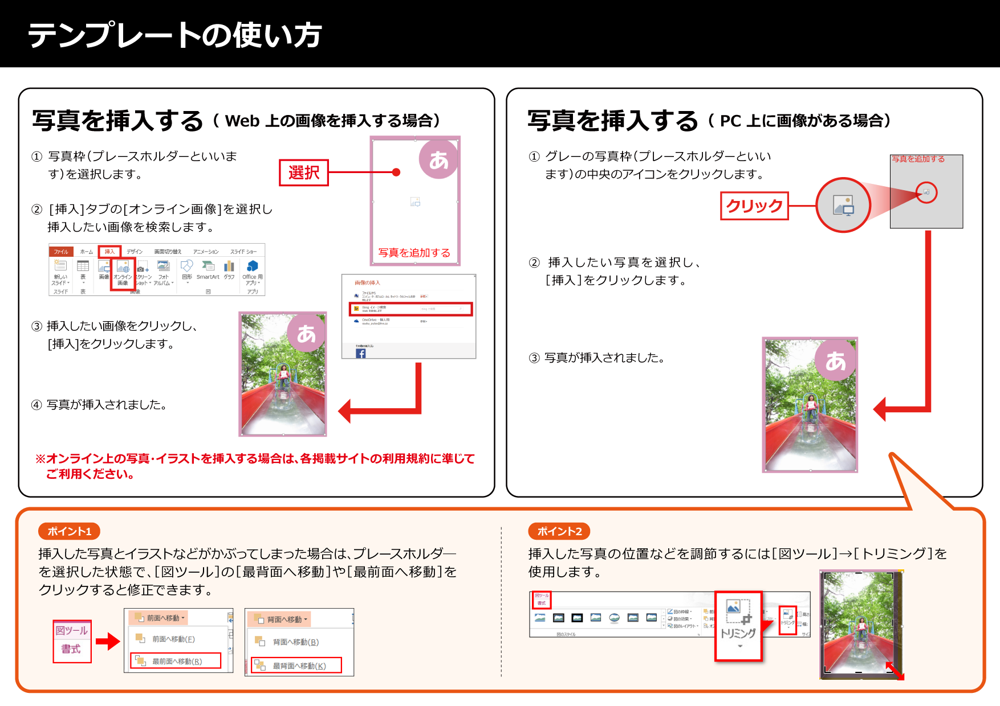 テンプレートの使い方
写真を挿入する（ Web 上の画像を挿入する場合）
① 写真枠（プレースホルダーといいま
す）を選択します。
選択
あ
写真を追加する
② [挿入]タブの[オンライン画像]を選択し
挿入したい画像を検索します。
ファイル ホーム 挿入 デザイン 画面切り替え アニメーション スライド ショー
新しい 表 画像 オンライン スクリーン フォト 図形 SmartArt グラフ Office 用
スライド 画像 ショット アルバム アプリ
スライド 表 画像 図 アプリ
画像の挿入
ファイルから
Bing イメージ検索
OneDrive - 個人用
③ 挿入したい画像をクリックし、
[挿入]をクリックします。
あ
④ 写真が挿入されました。
※オンライン上の写真・イラストを挿入する場合は、各掲載サイトの利用規約に準じて
ご利用ください。
写真を挿入する（ PC 上に画像がある場合）
① グレーの写真枠（プレースホルダーといい
ます）の中央のアイコンをクリックします。
写真を追加する
クリック
② 挿入したい写真を選択し、
[挿入]をクリックします。
③ 写真が挿入されました。
あ
ポイント1
挿入した写真とイラストなどがかぶってしまった場合は、プレースホルダー
を選択した状態で、[図ツール]の[最背面へ移動]や[最前面へ移動]を
クリックすると修正できます。
図ツール
書式
前面へ移動
前面へ移動(F)
最前面へ移動(R)
背面へ移動
背面へ移動(B)
最背面へ移動(K)
ポイント2
挿入した写真の位置などを調節するには[図ツール]→[トリミング]を
使用します。
図ツール
書式
図の枠線
図の効果
図のレイアウト
図のスタイル
トリミング
トリミング
高さ
幅:
サイズ